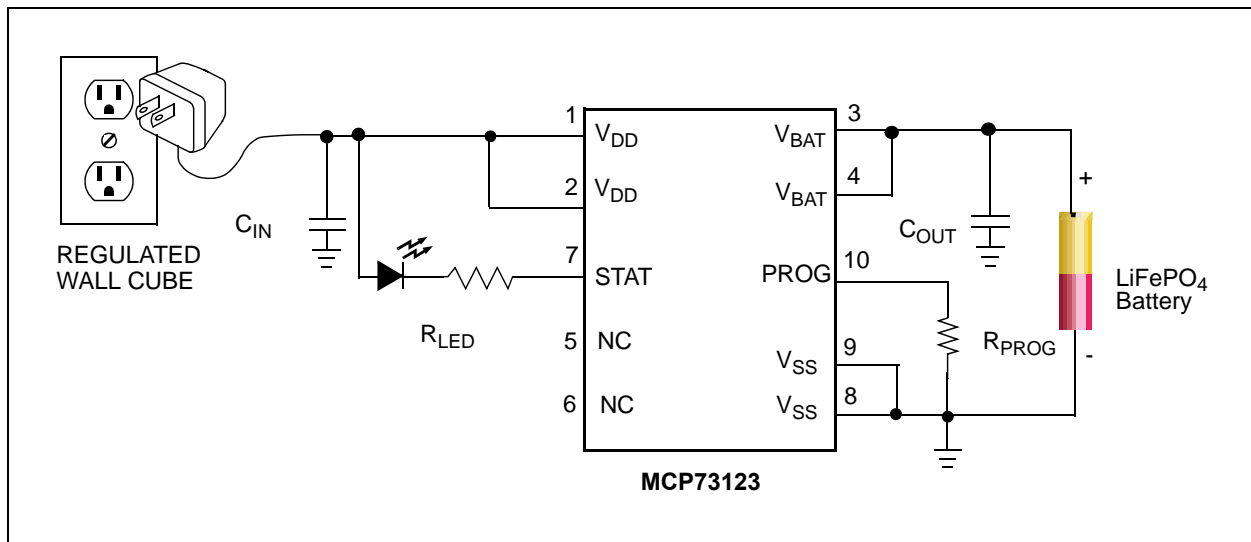 REGULATED
WALL CUBE
C_IN
R_LED
1
V_DD
2
V_DD
7
STAT
5
NC
6
NC
3
V_BAT
4
V_BAT
10
PROG
9
V_SS
8
V_SS
MCP73123
C_OUT
R_PROG
+
-
LiFePO_4
Battery